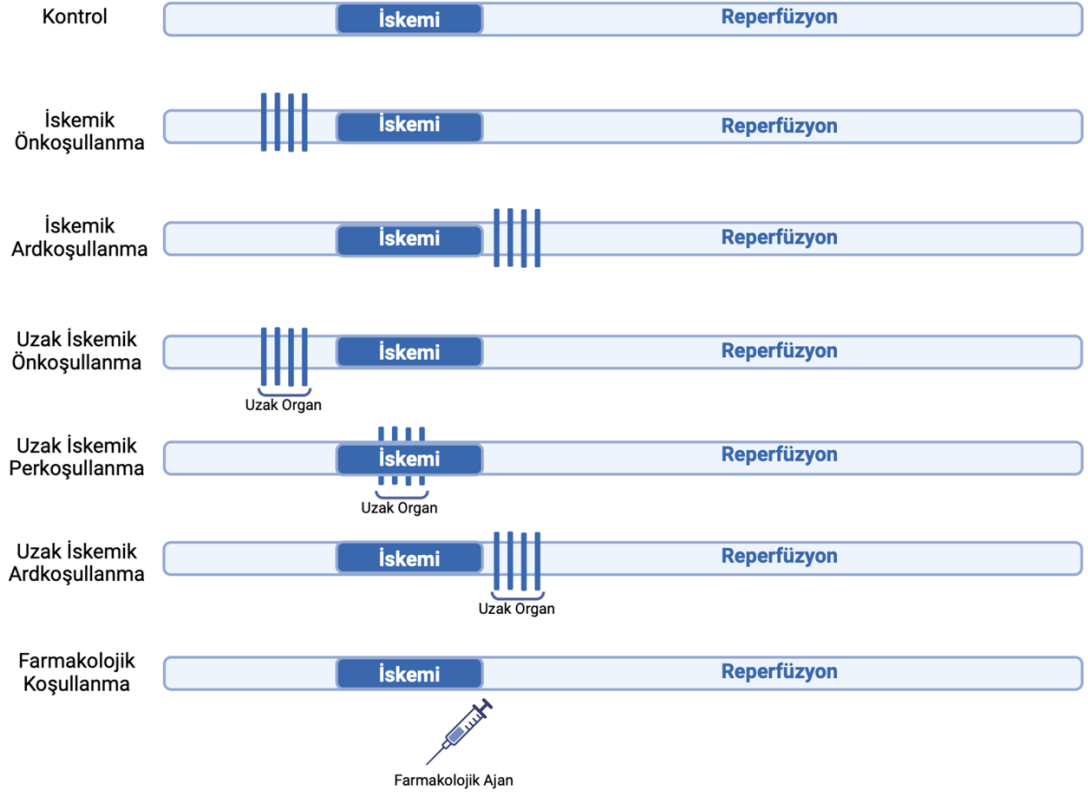 Kontrol
İskemi
Reperfüzyon
İskemik
Önkoşullanma
İskemi
Reperfüzyon
İskemik
Ardkoşullanma
İskemi
Reperfüzyon
Uzak İskemik
Önkoşullanma
İskemi
Reperfüzyon
Uzak Organ
Uzak İskemik
Perkoşullanma
İskemi
Reperfüzyon
Uzak Organ
Uzak İskemik
Ardkoşullanma
İskemi
Reperfüzyon
Uzak Organ
Farmakolojik
Koşullanma
İskemi
Reperfüzyon
Farmakolojik Ajan